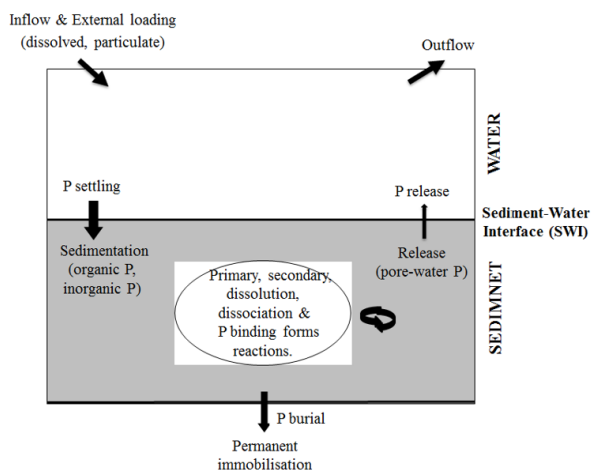 Inflow & External loading
(dissolved, particulate)
Outflow
WATER
P settling
P release
Sediment-Water
Interface (SWI)
Sedimentation
(organic P,
inorganic P)
Release
(pore-water P)
Primary, secondary,
dissolution,
dissociation &
P binding forms
reactions.
SEDIMNET
P burial
Permanent
immobilisation